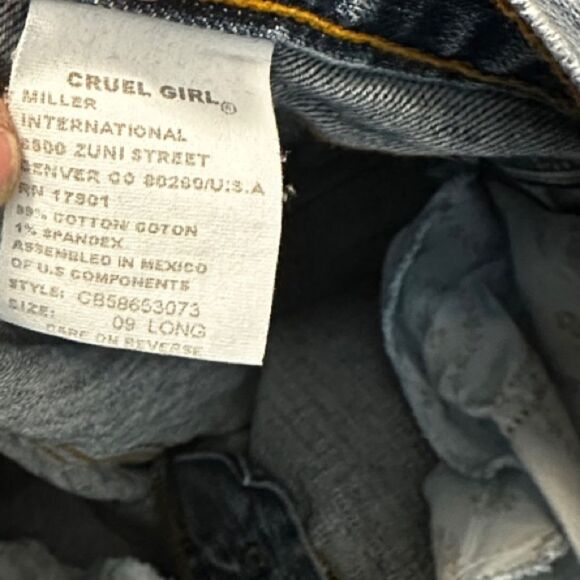 CRUEL GIRL®
MILLER
INTERNATIONAL
8500 ZUNI STREET
DENVER CO 80260/U.S.A
RN 17901
99% COTTON/COTON
1% SPANDEX
ASSEMBLED IN MEXICO
OF U.S COMPONENTS
STYLE: CB58653073
SIZE: 09 LONG
CARE ON REVERSE